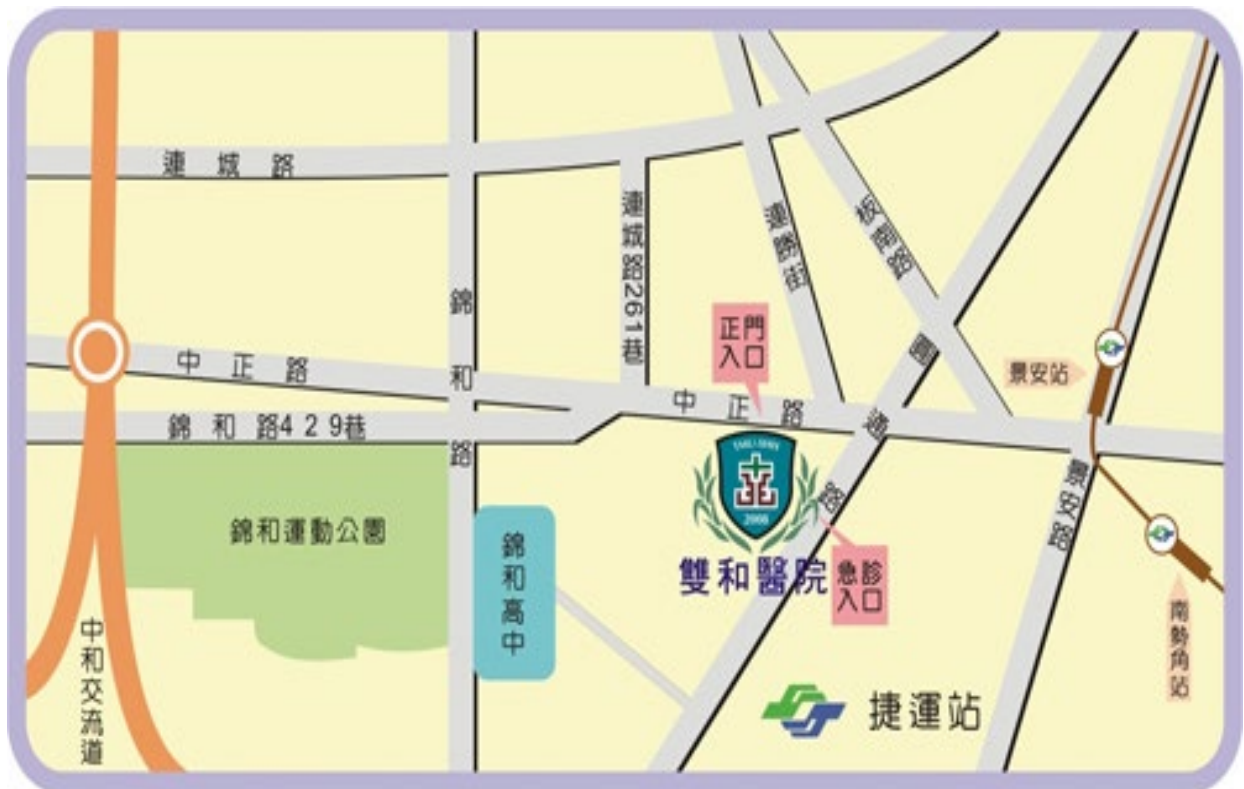 連城路
連城路261巷
連勝街
板南路
錦和路
圓通路
正門
入口
景安站
中正路
中正路
錦和路429巷
景安路
錦和運動公園
錦和高中
2008
雙和醫院
急診
入口
南勢角站
中和交流道
捷運站